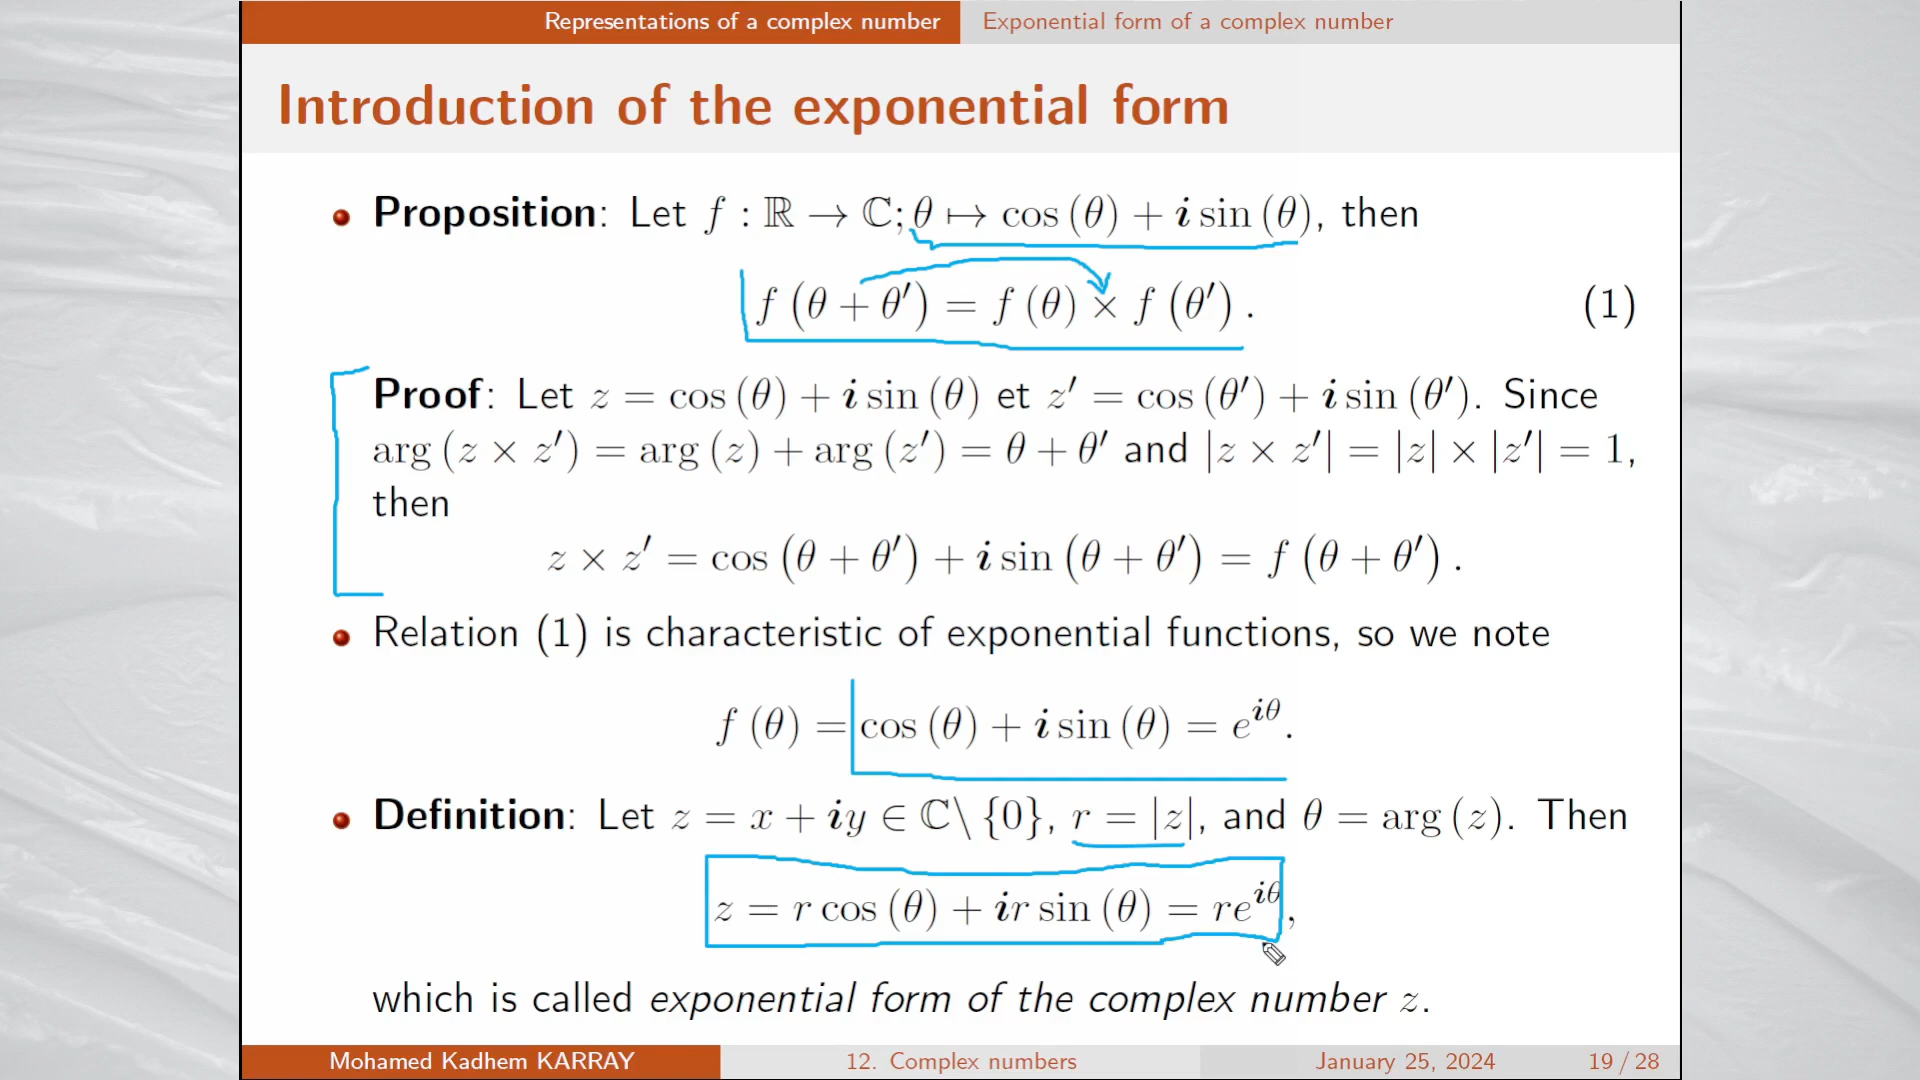 Representations of a complex number Exponential form of a complex number
Introduction of the exponential form
Proposition: Let f : ℝ → ℂ; θ ↦ cos (θ) + i sin (θ), then
f (θ + θ′) = f (θ) × f (θ′) . (1)
Proof: Let z = cos (θ) + i sin (θ) et z′ = cos (θ′) + i sin (θ′). Since
arg (z × z′) = arg (z) + arg (z′) = θ + θ′ and |z × z′| = |z| × |z′| = 1,
then
z × z′ = cos (θ + θ′) + i sin (θ + θ′) = f (θ + θ′) .
Relation (1) is characteristic of exponential functions, so we note
f (θ) = cos (θ) + i sin (θ) = e^{iθ}.
Definition: Let z = x + iy ∈ ℂ\ {0}, r = |z|, and θ = arg (z). Then
z = r cos (θ) + ir sin (θ) = re^{iθ},
which is called exponential form of the complex number z.
Mohamed Kadhem KARRAY 12. Complex numbers January 25, 2024 19 / 28